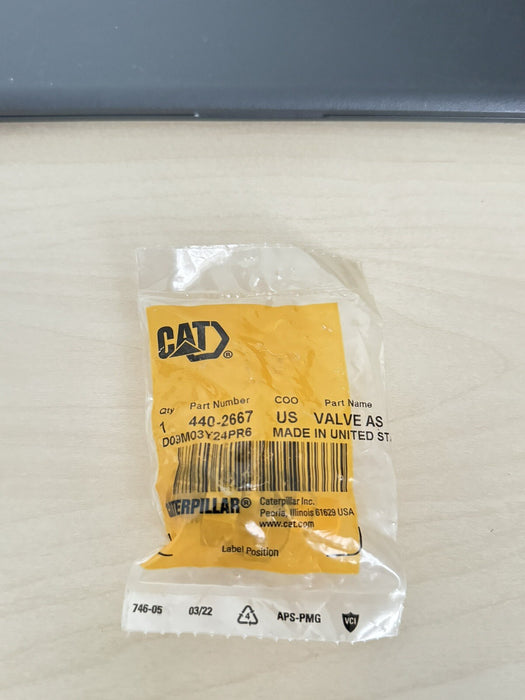 CAT®
Qty Part Number COO Part Name
1 440-2667 US VALVE AS
D09M03Y24PR6 MADE IN UNITED ST
CATERPILLAR®
Caterpillar Inc.
Peoria, Illinois 61629 USA
www.cat.com
Label Position
746-05 03/22 4 APS-PMG VCI